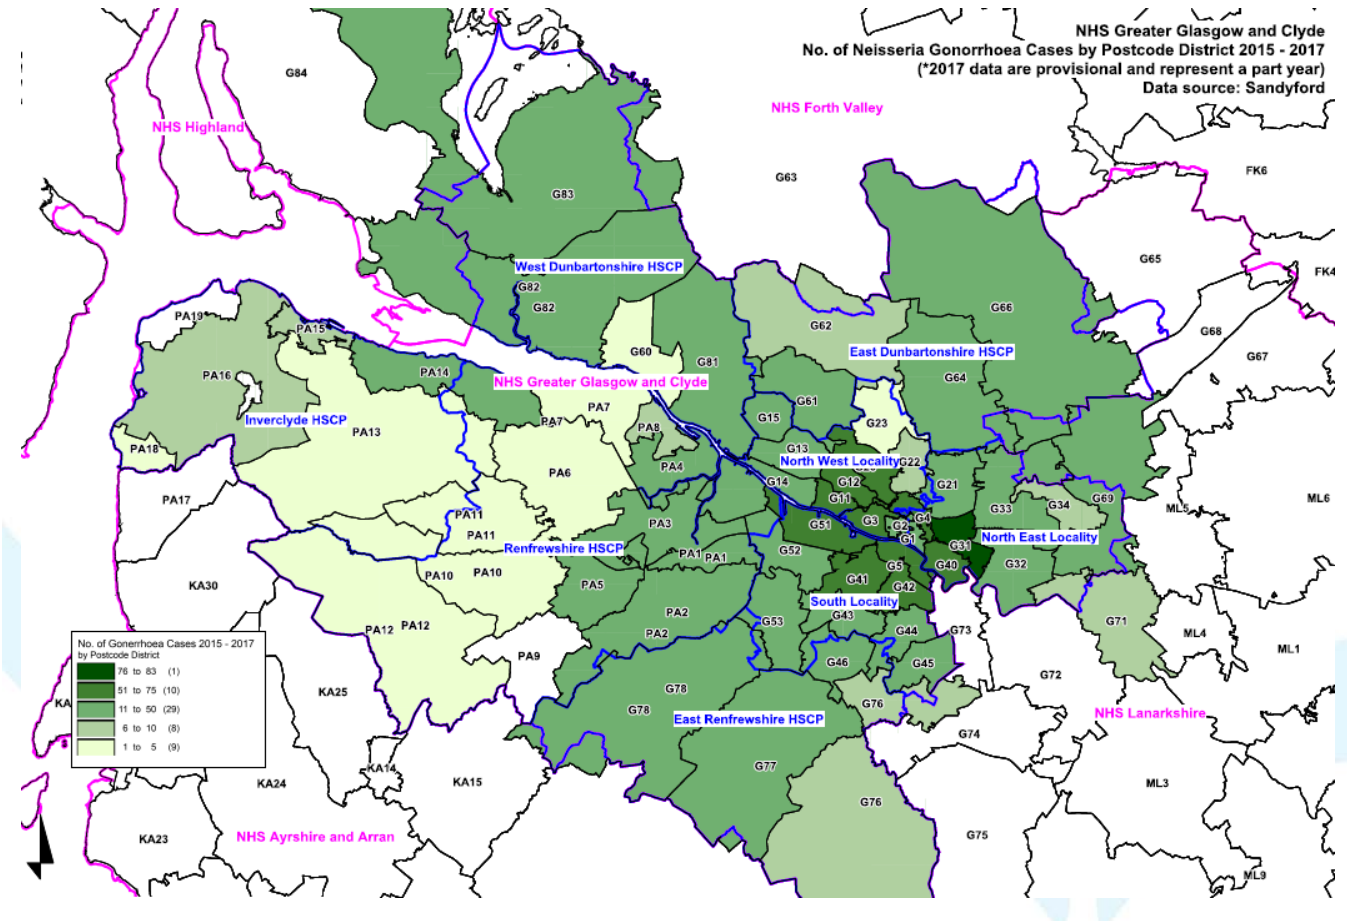 NHS Greater Glasgow and Clyde
No. of Neisseria Gonorrhoea Cases by Postcode District 2015 - 2017
(*2017 data are provisional and represent a part year)
Data source: Sandyford
G84
NHS Forth Valley
NHS Highland
FK6
G63
G83
G65
West Dunbartonshire HSCP
FK4
G82
G82
G66
PA19
PA15
G62
G68
G67
G60
East Dunbartonshire HSCP
G81
PA16
PA14
G64
NHS Greater Glasgow and Clyde
G61
PA7
Inverclyde HSCP
PA7
G15
G23
PA13
PA8
PA18
G13
North West Locality
G22
PA4
PA6
G12
G14
G21
PA17
G11
G34
G69
ML6
PA11
G33
ML5
PA3
G51
G3
G2
G4
PA11
G1
North East Locality
Renfrewshire HSCP
G52
G31
PA1
PA1
G32
G40
PA10
PA10
G5
KA30
PA5
G41
G42
South Locality
PA2
G43
G53
G71
PA12
PA12
PA2
G44
G73
ML4
No. of Gonerrhoea Cases 2015 - 2017
by Postcode District
76 to 83 (1)
51 to 75 (10)
11 to 50 (29)
6 to 10 (8)
1 to 5 (9)
PA9
G46
G45
ML1
KA25
G78
G72
KA
G78
G76
East Renfrewshire HSCP
NHS Lanarkshire
G74
G77
KA14
KA24
KA15
ML3
G76
KA23
NHS Ayrshire and Arran
G75
ML9